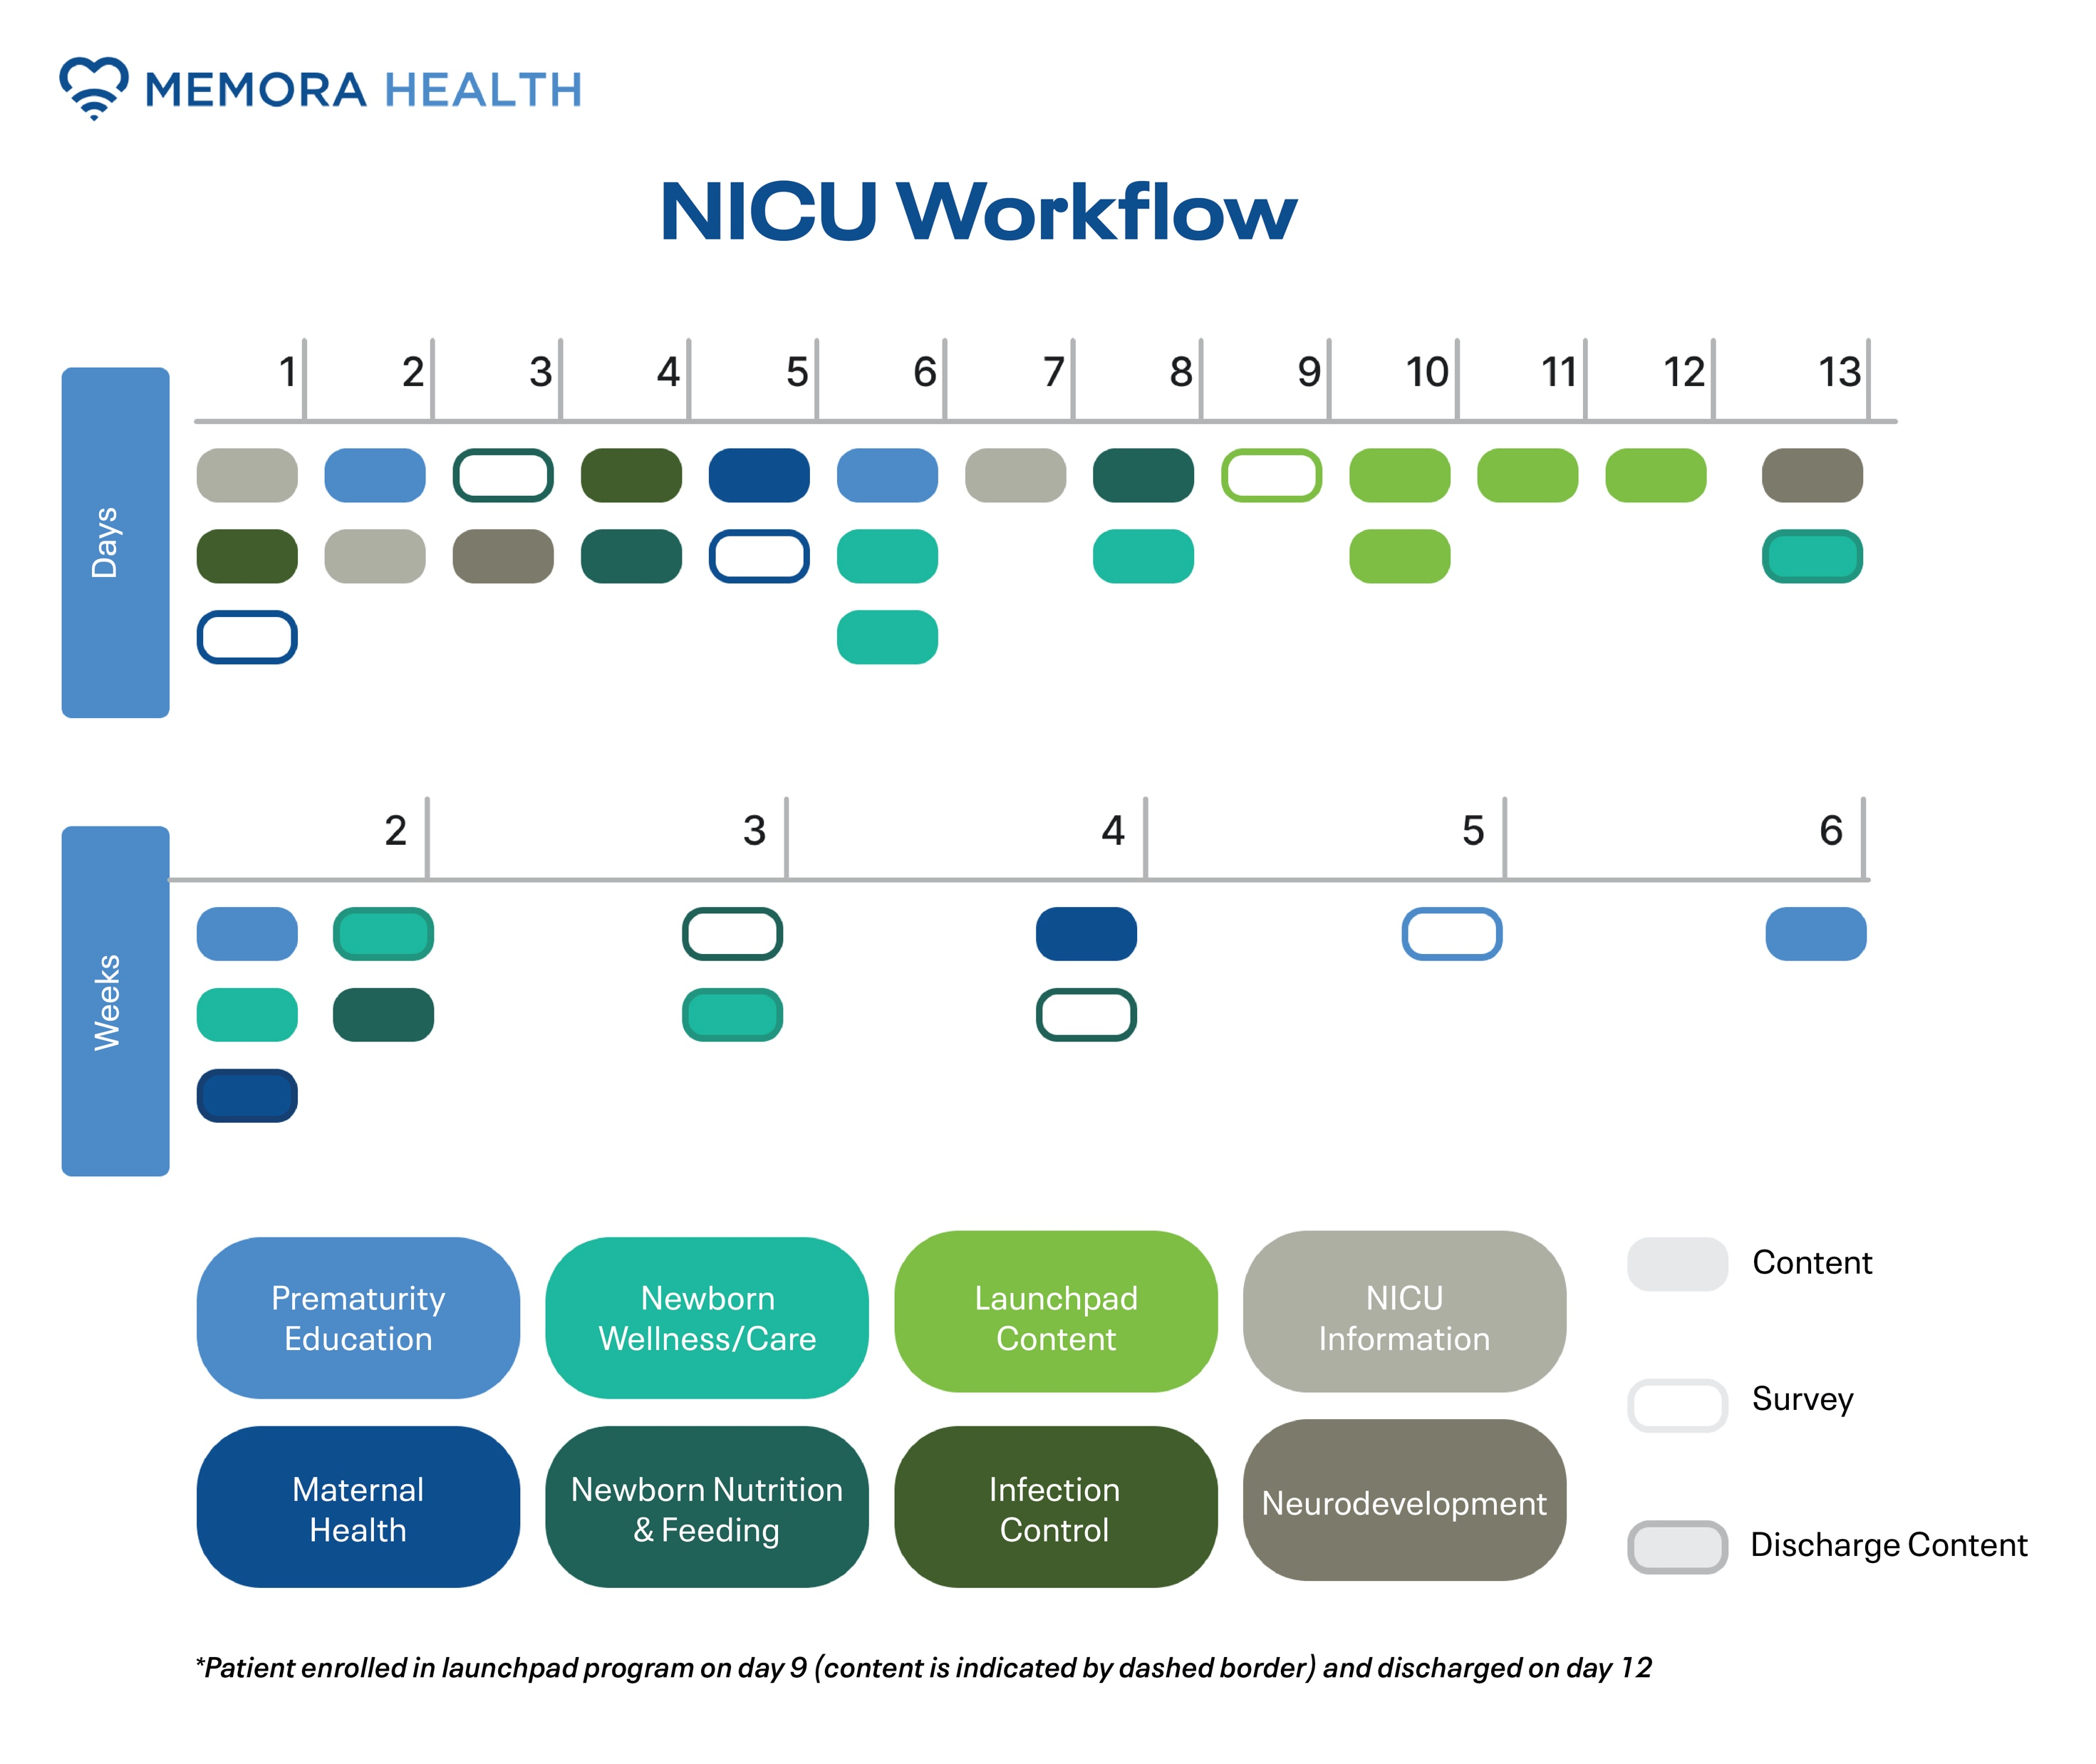 MEMORA HEALTH
NICU Workflow
1 2 3 4 5 6 7 8 9 10 11 12 13
Days
2 3 4 5 6
Weeks
Prematurity
Education
Newborn
Wellness/Care
Launchpad
Content
NICU
Information
Content
Survey
Maternal
Health
Newborn Nutrition
& Feeding
Infection
Control
Neurodevelopment
Discharge Content
*Patient enrolled in launchpad program on day 9 (content is indicated by dashed border) and discharged on day 12